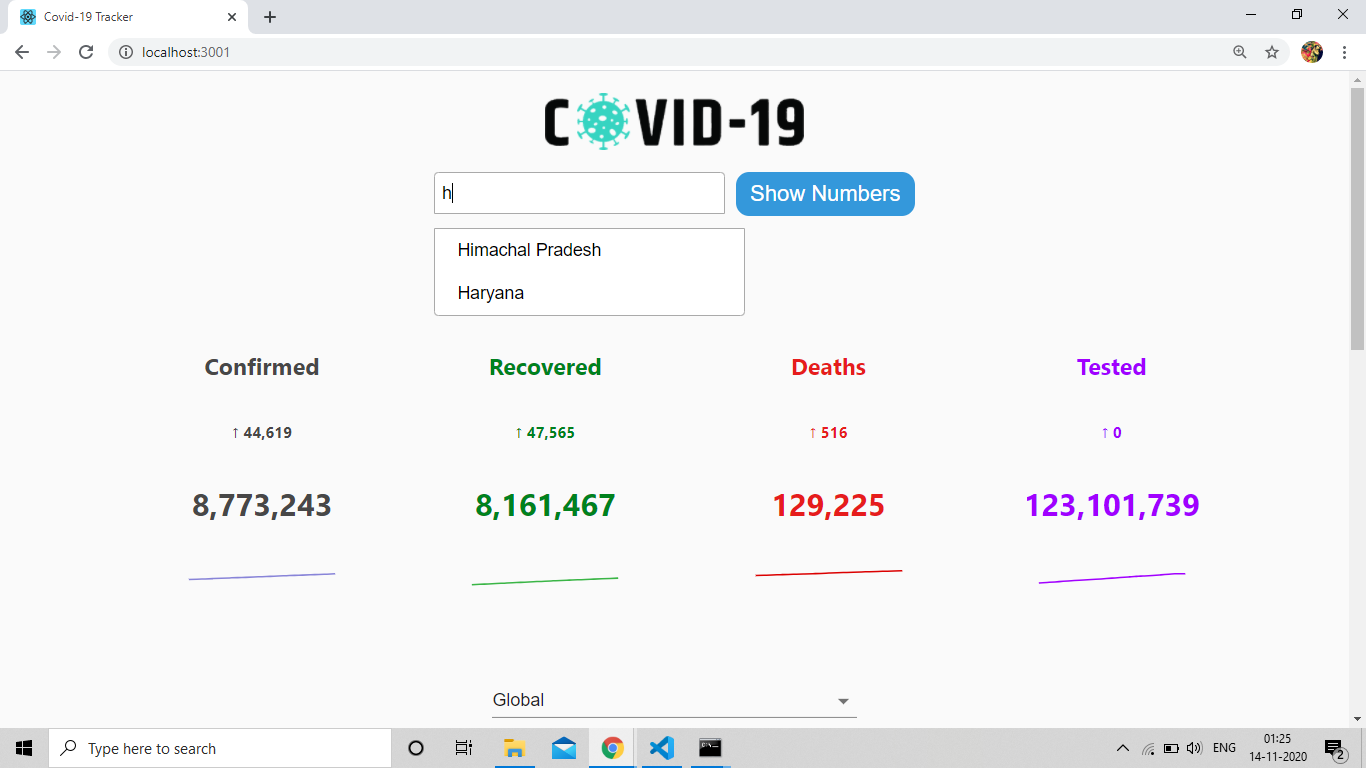 Covid-19 Tracker
localhost:3001
COVID-19
h
Show Numbers
Himachal Pradesh
Haryana
Confirmed Recovered Deaths Tested
↑ 44,619 ↑ 47,565 ↑ 516 ↑ 0
8,773,243 8,161,467 129,225 123,101,739
Global
Type here to search
ENG
01:25
14-11-2020
2